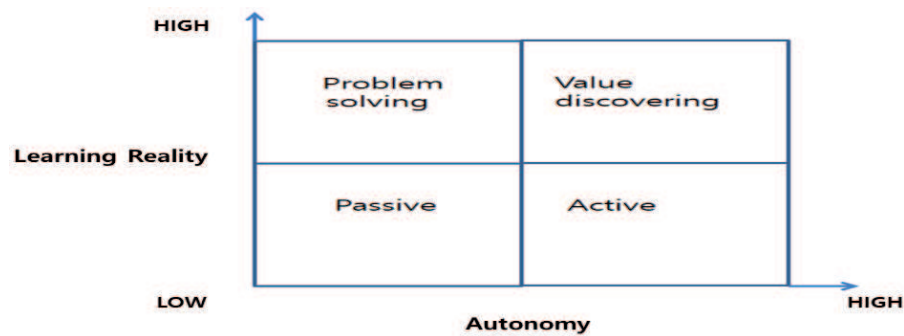 HIGH
Problem
solving
Value
discovering
Learning Reality
Passive
Active
LOW
HIGH
Autonomy